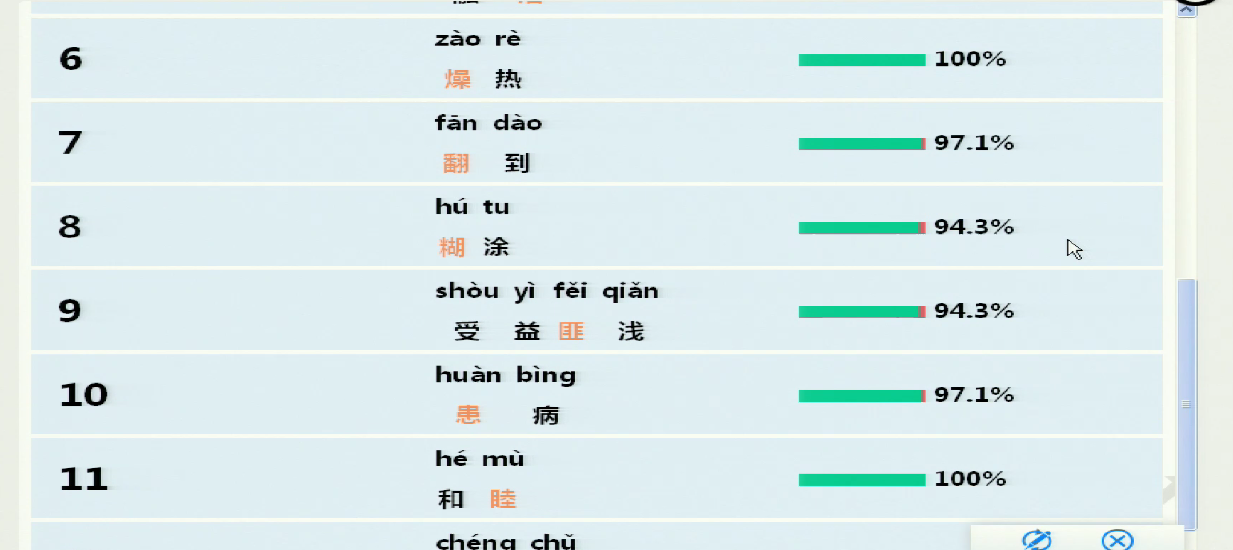 6
zào rè
燥 热
100%
7
fān dào
翻 到
97.1%
8
hú tu
糊 涂
94.3%
9
shòu yì fěi qiǎn
受 益 匪 浅
94.3%
10
huàn bìng
患 病
97.1%
11
hé mù
和 睦
100%
chéng chǔ